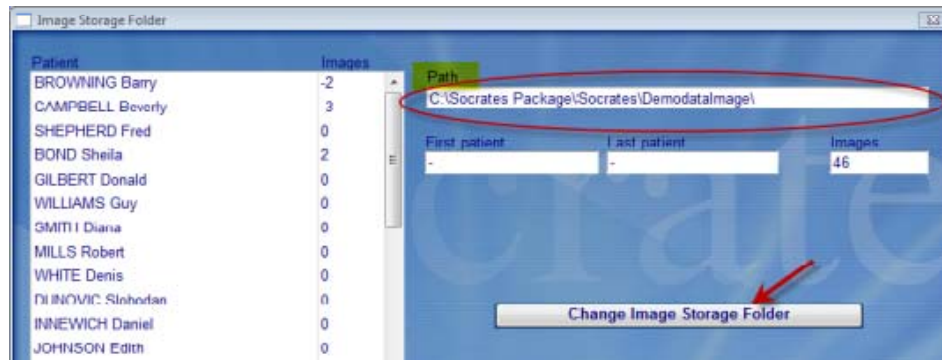 Image Storage Folder
Patient Images
BROWNING Barry -2
CAMPBELL Beverly -3
SHEPHERD Fred 0
BOND Sheila 2
GILBERT Donald 0
WILLIAMS Guy 0
SMITH Diana 0
MILLS Robert 0
WHITE Denis 0
DUNOVIC Slobodan 0
INNEWICH Daniel 0
JOHNSON Edith 0
Path
C:\Socrates Package\Socrates\DemodataImage\
First patient Last patient Images
- - 46
Change Image Storage Folder
crate